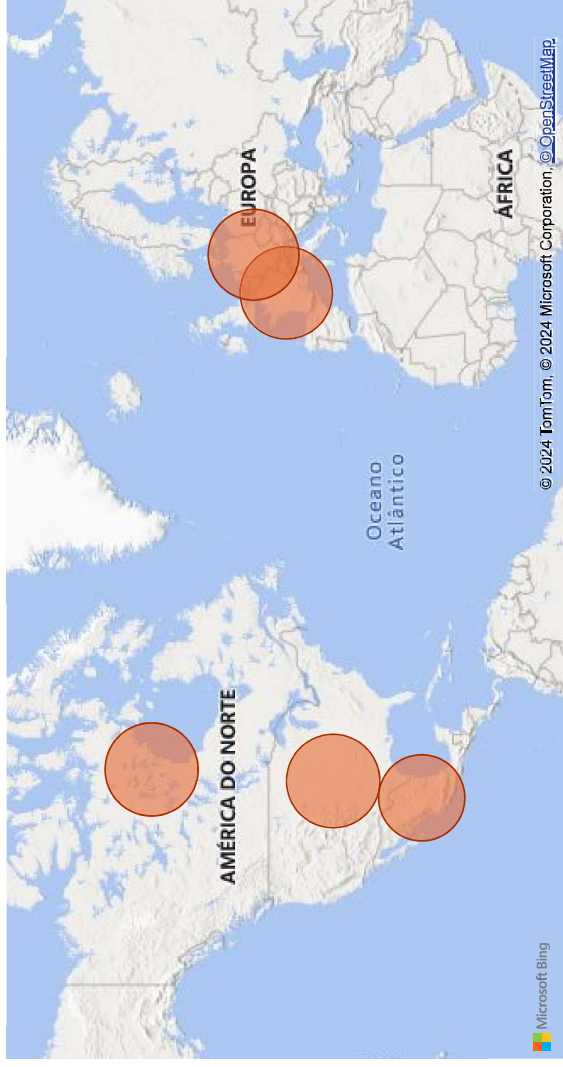 AMÉRICA DO NORTE
EUROPA
Oceano
Atlântico
ÁFRICA
Microsoft Bing
© 2024 TomTom, © 2024 Microsoft Corporation, © OpenStreetMap